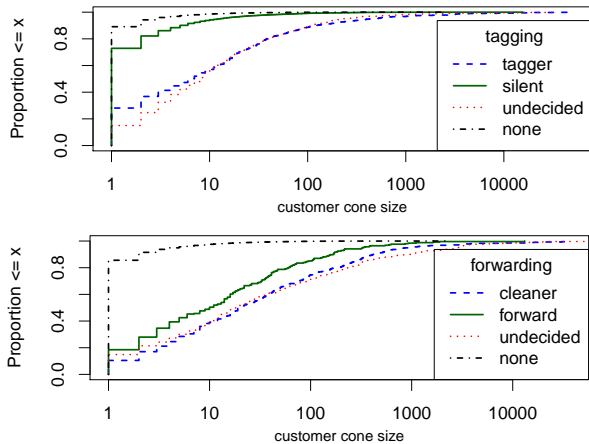 Proportion <= x
0.0
0.4
0.8
tagging
tagger
silent
undecided
none
1
10
100
1000
10000
customer cone size
Proportion <= x
0.0
0.4
0.8
forwarding
cleaner
forward
undecided
none
1
10
100
1000
10000
customer cone size